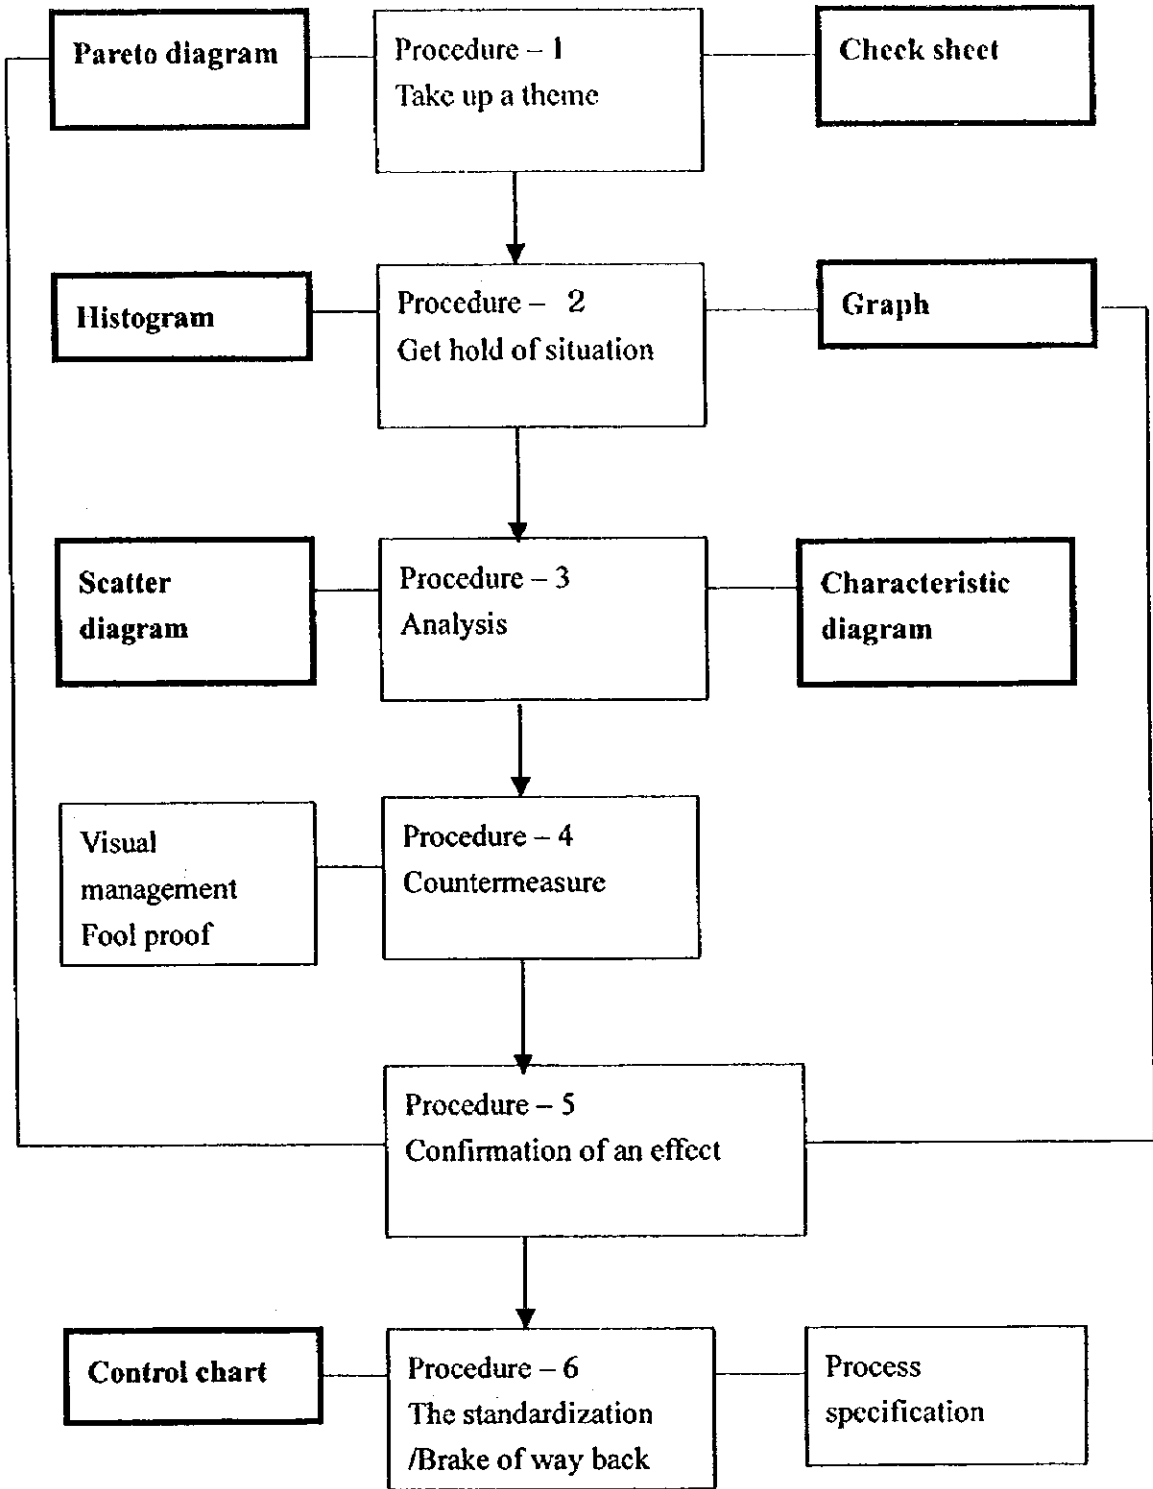 Pareto diagram
Procedure – 1
Take up a theme
Check sheet
Histogram
Procedure – 2
Get hold of situation
Graph
Scatter
diagram
Procedure – 3
Analysis
Characteristic
diagram
Visual
management
Fool proof
Procedure – 4
Countermeasure
Procedure – 5
Confirmation of an effect
Control chart
Procedure – 6
The standardization
/Brake of way back
Process
specification